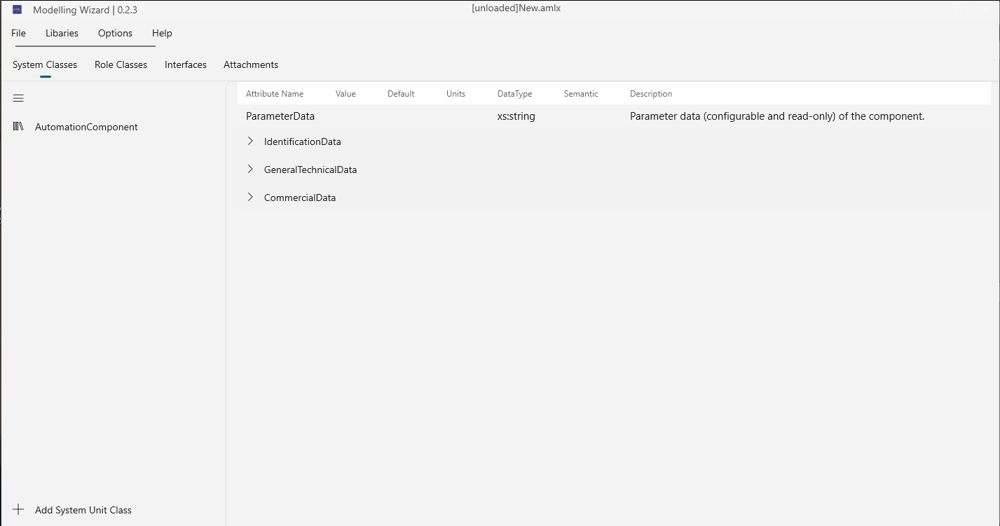 Modelling Wizard | 0.2.3
[unloaded]New.amlx
File Libaries Options Help
System Classes Role Classes Interfaces Attachments
Attribute Name Value Default Units DataType Semantic Description
ParameterData xs:string Parameter data (configurable and read-only) of the component.
AutomationComponent
IdentificationData
GeneralTechnicalData
CommercialData
Add System Unit Class